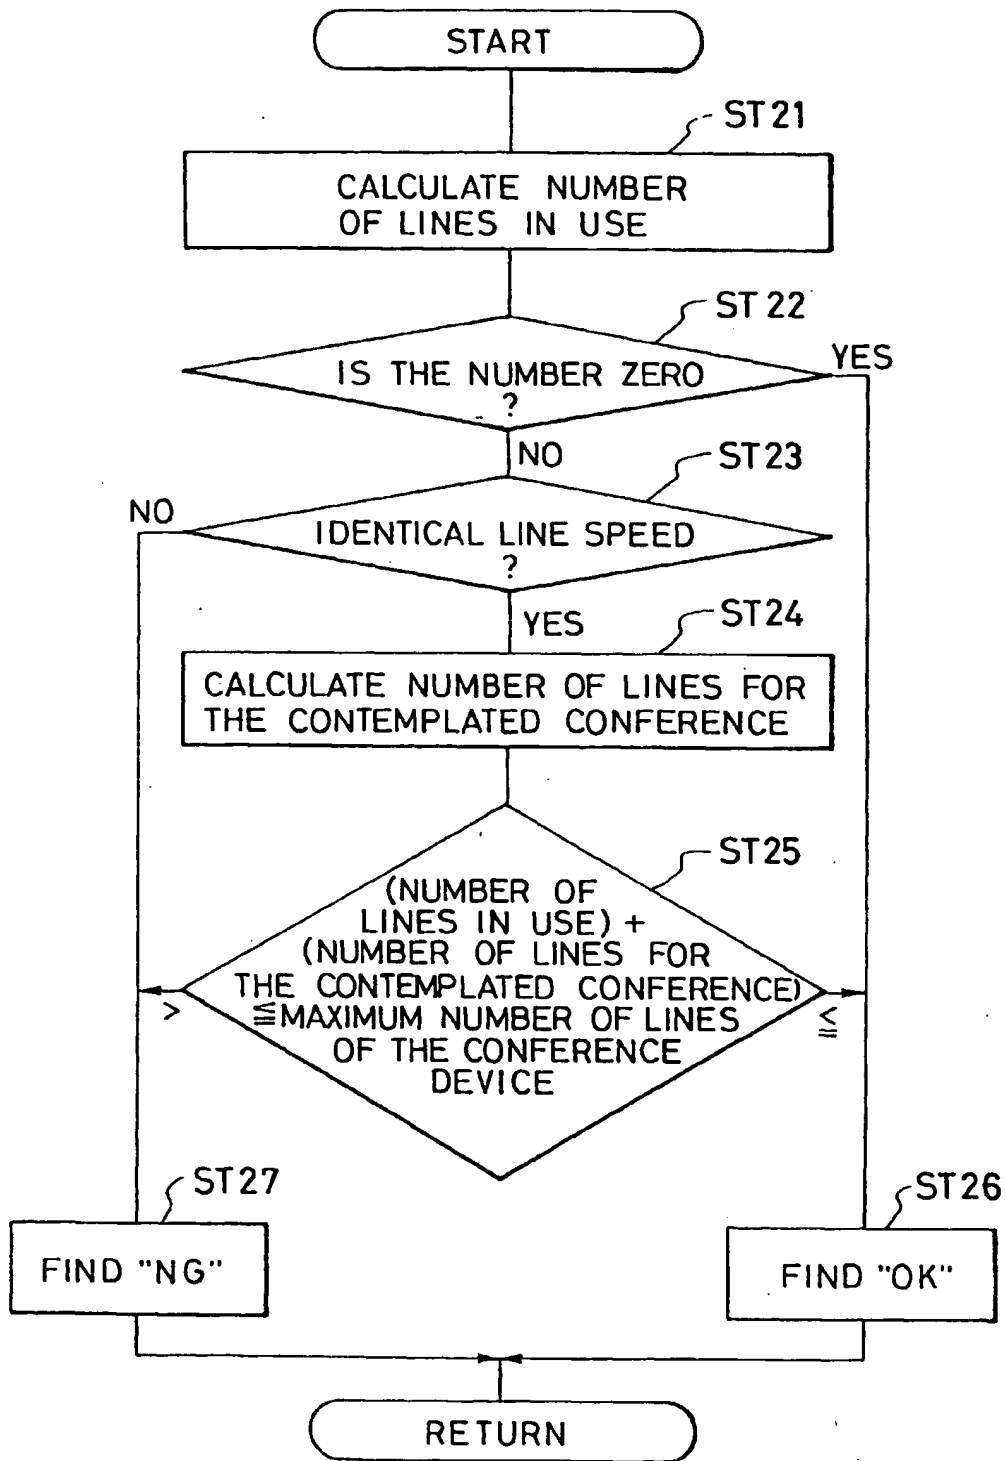 START
ST21
CALCULATE NUMBER
OF LINES IN USE
ST22
IS THE NUMBER ZERO
?
YES
NO
ST23
NO
IDENTICAL LINE SPEED
?
YES
ST24
CALCULATE NUMBER OF LINES FOR
THE CONTEMPLATED CONFERENCE
ST25
(NUMBER OF
LINES IN USE) +
(NUMBER OF LINES FOR
THE CONTEMPLATED CONFERENCE)
≦MAXIMUM NUMBER OF LINES
OF THE CONFERENCE
DEVICE
>
≦
ST27
FIND "NG"
ST26
FIND "OK"
RETURN